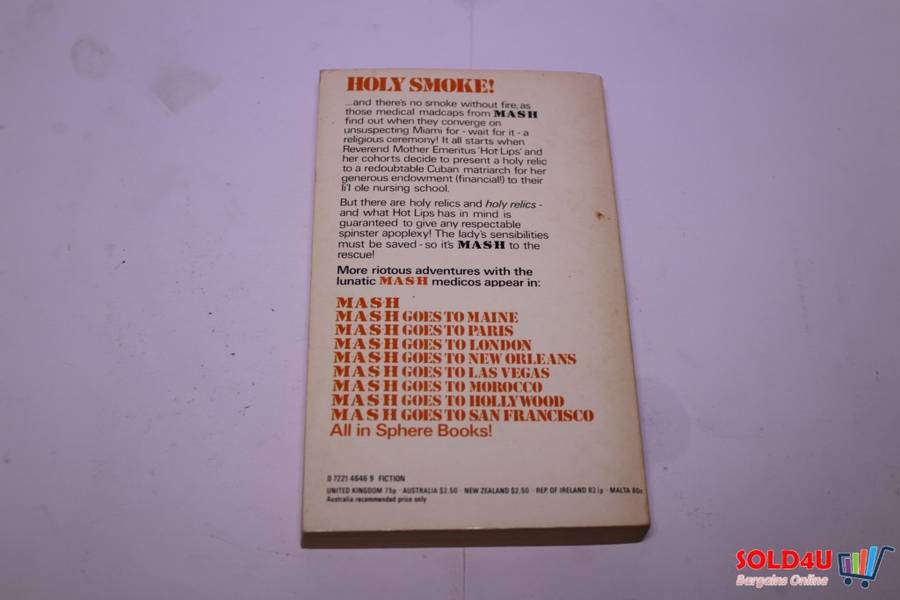 HOLY SMOKE!
...and there's no smoke without fire, as
those medical madcaps from MASH
find out when they converge on
unsuspecting Miami for - wait for it - a
religious ceremony! It all starts when
Reverend Mother Emeritus 'Hot Lips' and
her cohorts decide to present a holy relic
to a redoubtable Cuban matriarch for her
generous endowment (financial!) to their
li'l ole nursing school.
But there are holy relics and holy relics -
and what Hot Lips has in mind is
guaranteed to give any respectable
spinster apoplexy! The lady's sensibilities
must be saved - so it's MASH to the
rescue!
More riotous adventures with the
lunatic MASH medicos appear in:
MASH
MASH GOES TO MAINE
MASH GOES TO PARIS
MASH GOES TO LONDON
MASH GOES TO NEW ORLEANS
MASH GOES TO LAS VEGAS
MASH GOES TO MOROCCO
MASH GOES TO HOLLYWOOD
MASH GOES TO SAN FRANCISCO
All in Sphere Books!
0 7221 4646 9 FICTION
UNITED KINGDOM 75p · AUSTRALIA $2.50 · NEW ZEALAND $2.50 · REP. OF IRELAND 82½p · MALTA 80c
Australia recommended price only
SOLD4U
Bargains Online